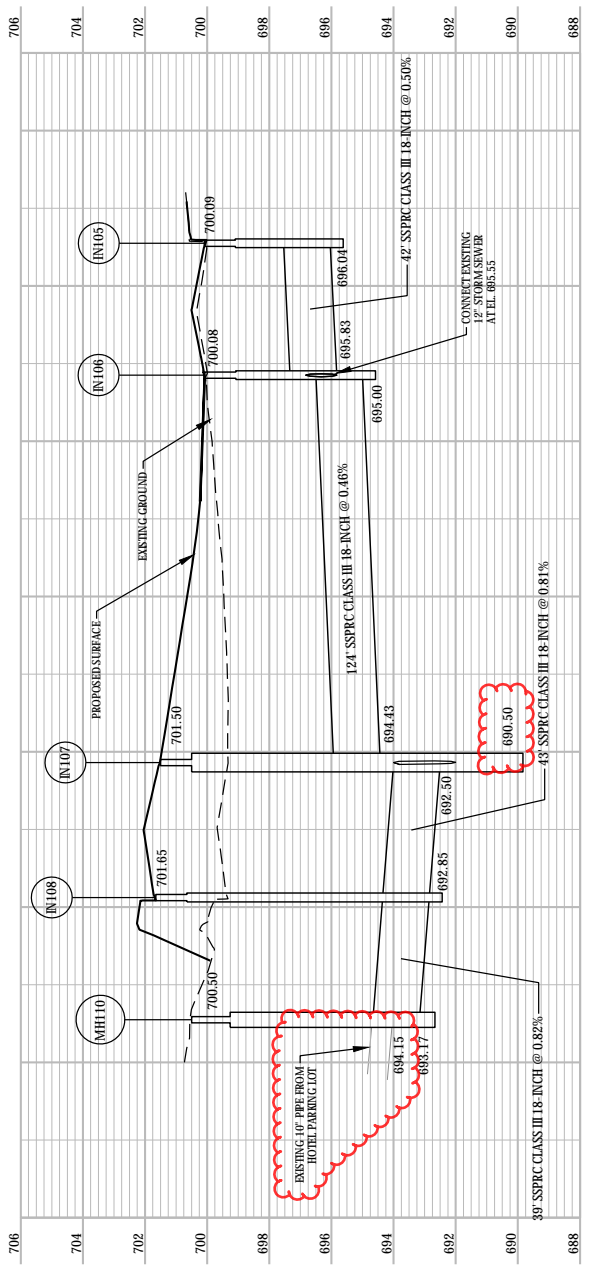 706
704
702
700
698
696
694
692
690
688
IN105
700.09
696.04
42' SSPRC CLASS III 18-INCH @ 0.50%
695.83
CONNECT EXISTING
12" STORM SEWER
AT EL. 695.55
IN106
700.08
695.00
EXISTING GROUND
PROPOSED SURFACE
124' SSPRC CLASS III 18-INCH @ 0.46%
694.43
IN107
701.50
690.50
692.50
43' SSPRC CLASS III 18-INCH @ 0.81%
IN108
701.65
692.85
MH110
700.50
EXISTING 10" PIPE FROM
HOTEL PARKING LOT
694.15
693.17
39' SSPRC CLASS III 18-INCH @ 0.82%
706
704
702
700
698
696
694
692
690
688